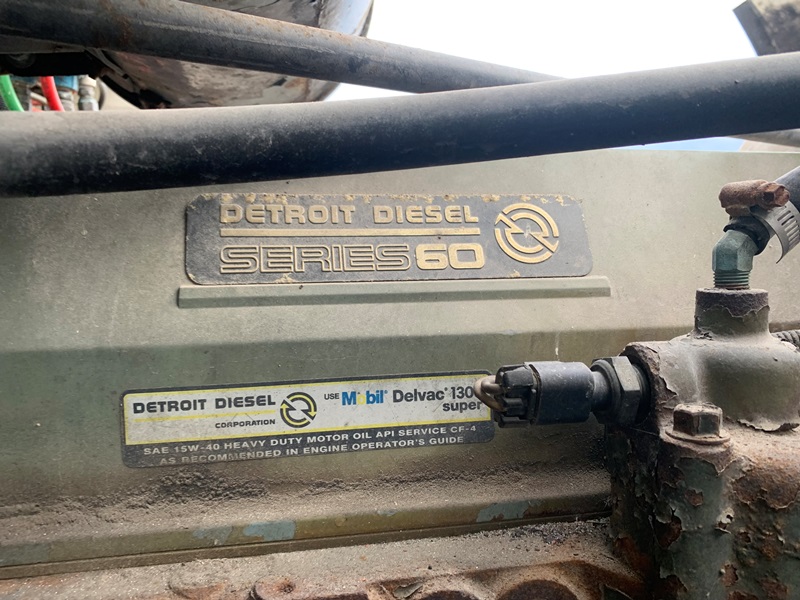 DETROIT DIESEL
SERIES 60
DETROIT DIESEL
CORPORATION
USE Mobil® Delvac® 130
super
SAE 15W-40 HEAVY DUTY MOTOR OIL API SERVICE CF-4
AS RECOMMENDED IN ENGINE OPERATOR'S GUIDE